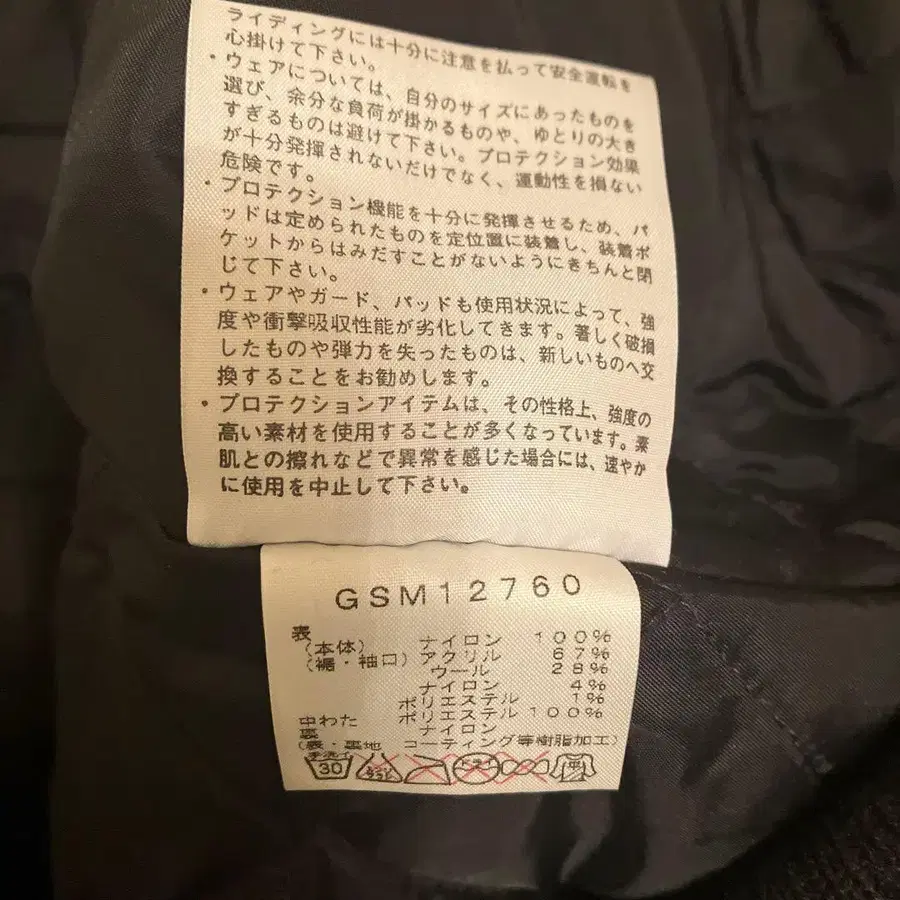 ライディングには十分に注意を払って安全運転を
心掛けて下さい。
・ウェアについては、自分のサイズにあったものを
選び、余分な負荷が掛かるものや、ゆとりの大き
すぎるものは避けて下さい。プロテクション効果
が十分発揮されないだけでなく、運動性を損ない
危険です。
・プロテクション機能を十分に発揮させるため、パ
ッドは定められたものを定位置に装着し、装着ポ
ケットからはみだすことがないようにきちんと閉
じて下さい。
・ウェアやガード、パッドも使用状況によって、強
度や衝撃吸収性能が劣化してきます。著しく破損
したものや弾力を失ったものは、新しいものへ交
換することをお勧めします。
・プロテクションアイテムは、その性格上、強度の
高い素材を使用することが多くなっています。素
肌との擦れなどで異常を感じた場合には、速やか
に使用を中止して下さい。
GSM12760
表
(本体) ナイロン 100%
(裾・袖口) アクリル 67%
ウール 28%
ナイロン 4%
ポリエステル 1%
中わた ポリエステル 100%
裏 ナイロン
(表・裏地 コーティング等樹脂加工)
手洗イ 30 エンソ ドライ 平